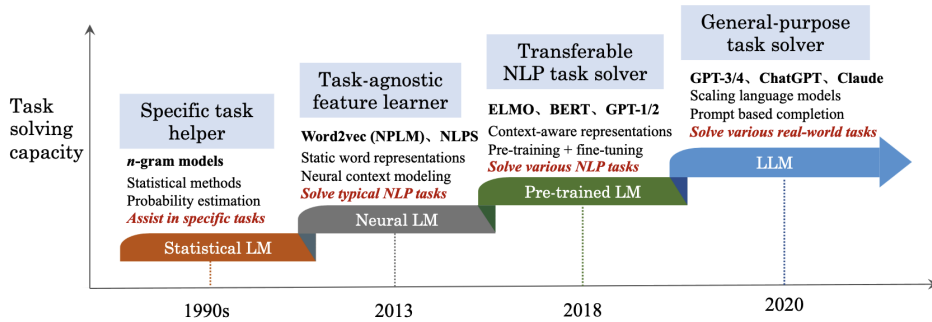 Task
solving
capacity
Specific task
helper
n-gram models
Statistical methods
Probability estimation
Assist in specific tasks
Statistical LM
1990s
Task-agnostic
feature learner
Word2vec (NPLM)、NLPS
Static word representations
Neural context modeling
Solve typical NLP tasks
Neural LM
2013
Transferable
NLP task solver
ELMO、BERT、GPT-1/2
Context-aware representations
Pre-training + fine-tuning
Solve various NLP tasks
Pre-trained LM
2018
General-purpose
task solver
GPT-3/4、ChatGPT、Claude
Scaling language models
Prompt based completion
Solve various real-world tasks
LLM
2020